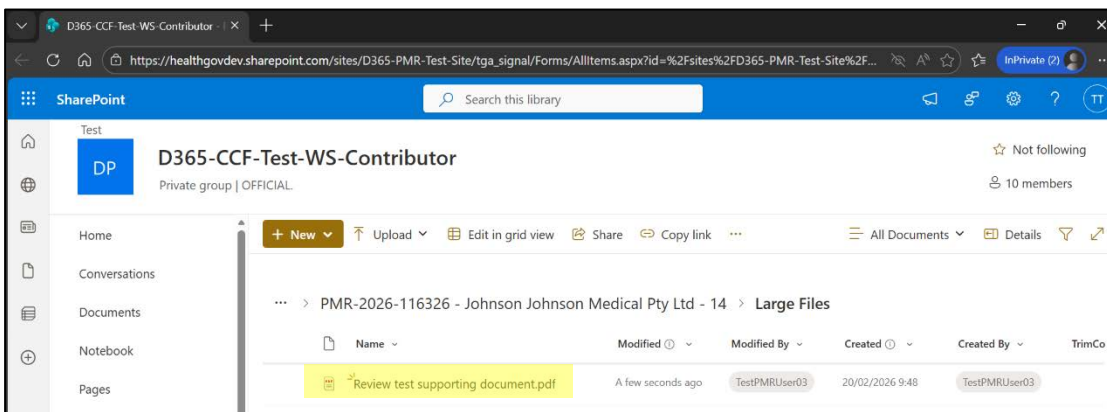 D365-CCF-Test-WS-Contributor -
https://healthgovdev.sharepoint.com/sites/D365-PMR-Test-Site/tga_signal/Forms/AllItems.aspx?id=%2Fsites%2FD365-PMR-Test-Site%2F... InPrivate (2)
SharePoint Search this library TT
Test
DP
D365-CCF-Test-WS-Contributor
Private group | OFFICIAL.
Not following
10 members
Home
Conversations
Documents
Notebook
Pages
+ New Upload Edit in grid view Share Copy link ... All Documents Details
... > PMR-2026-116326 - Johnson Johnson Medical Pty Ltd - 14 > Large Files
Name Modified Modified By Created Created By TrimCo
Review test supporting document.pdf A few seconds ago TestPMRUser03 20/02/2026 9:48 TestPMRUser03